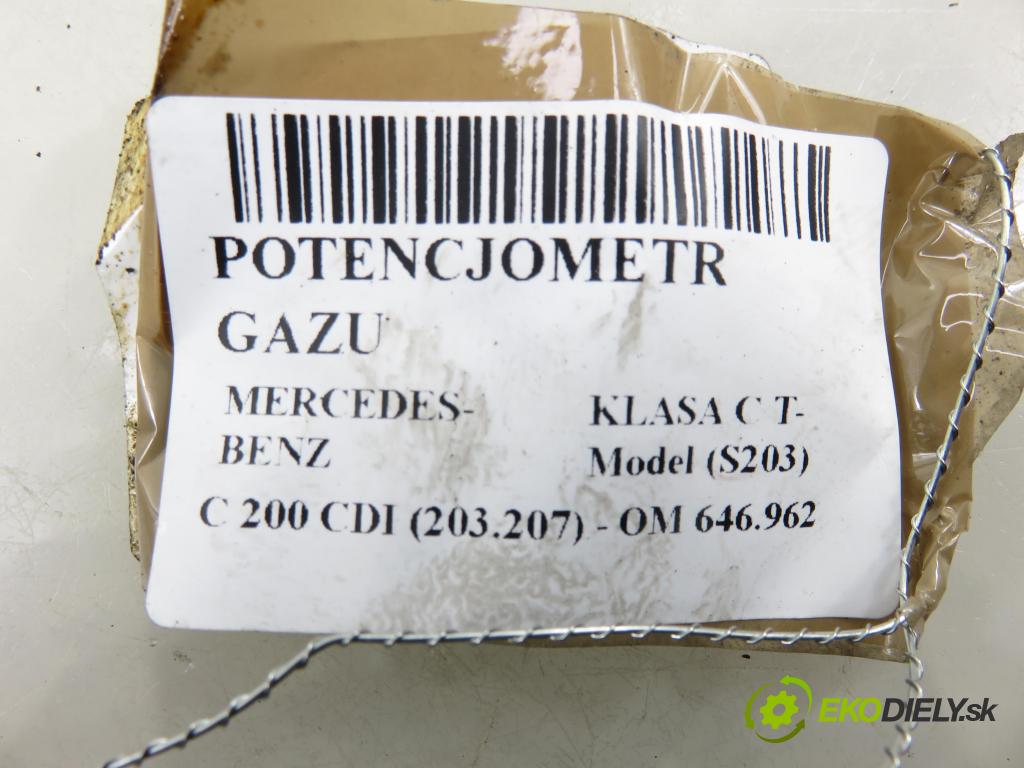 POTENCJOMETR
GAZU
MERCEDES-
BENZ
KLASA C T-
Model (S203)
C 200 CDI (203.207) - OM 646.962
EKODIELY.sk